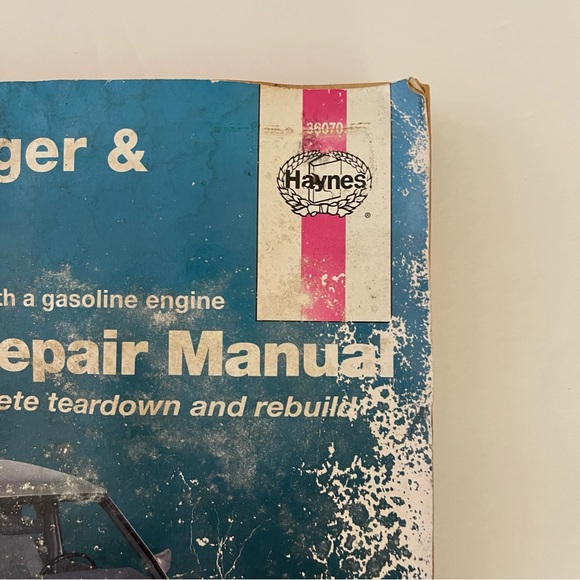 36070
ger &
Haynes
®
th a gasoline engine
epair Manual
ete teardown and rebuild